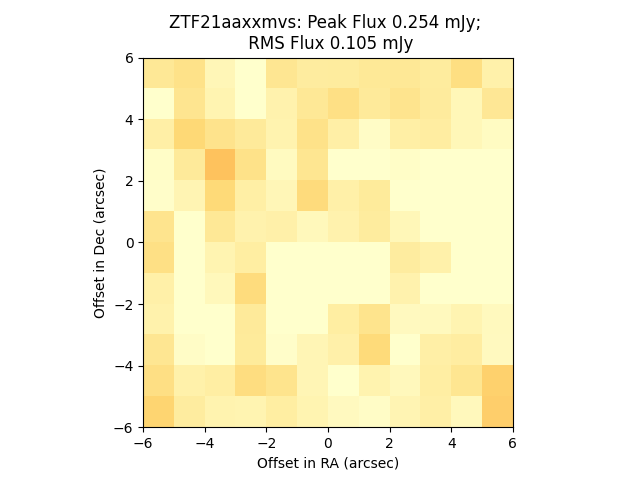 ZTF21aaxxmvs: Peak Flux 0.254 mJy;
RMS Flux 0.105 mJy
6
4
2
0
−2
−4
−6
Offset in Dec (arcsec)
−6 −4 −2 0 2 4 6
Offset in RA (arcsec)